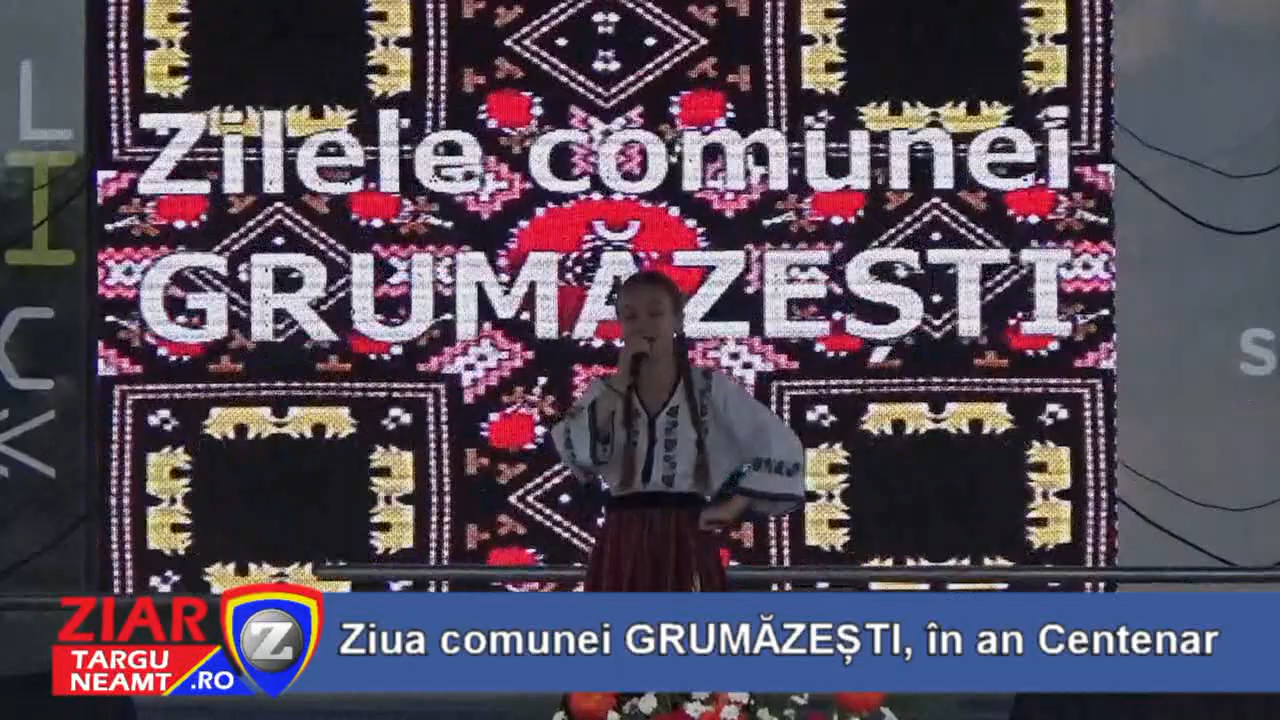 Zilele comunei
GRUMĂZEȘTI
L
I
S
ZIAR
TARGU
NEAMT
.RO
Z
Ziua comunei GRUMĂZEȘTI, în an Centenar